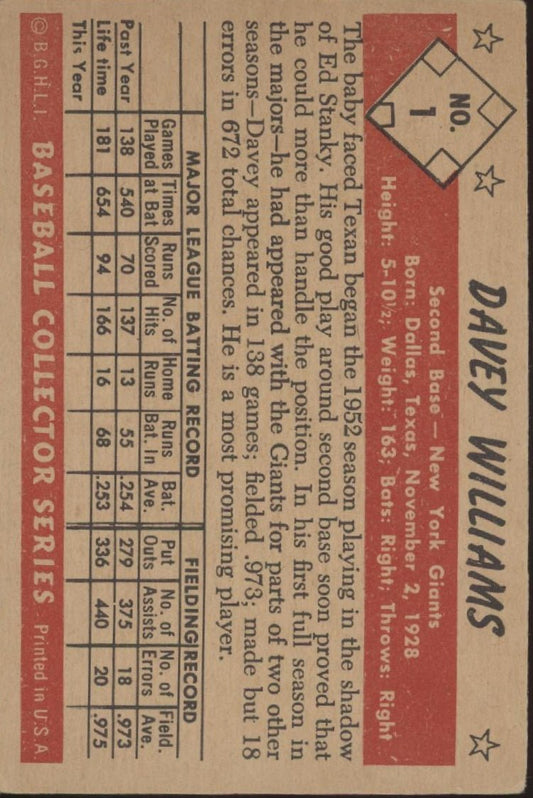 DAVEY WILLIAMS
NO.
1
Second Base — New York Giants
Born: Dallas, Texas, November 2, 1928
Height: 5-10½; Weight: 163; Bats: Right; Throws: Right
The baby faced Texan began the 1952 season playing in the shadow
of Ed Stanky. His good play around second base soon proved that
he could more than handle the position. In his first full season in
the majors—he had appeared with the Giants for parts of two other
seasons—Davey appeared in 138 games; fielded .973; made but 18
errors in 672 total chances. He is a most promising player.
MAJOR LEAGUE BATTING RECORD FIELDING RECORD
Games Times Runs No. of Home Runs Bat. Put No. of No. of Field.
Played at Bat Scored Hits Runs Bat. In Ave. Outs Assists Errors Ave.
Past Year 138 540 70 137 13 55 .254 279 375 18 .973
Life time 181 654 94 166 16 68 .253 336 440 20 .975
This Year
© B.G.H.L.I. BASEBALL COLLECTOR SERIES Printed in U.S.A.